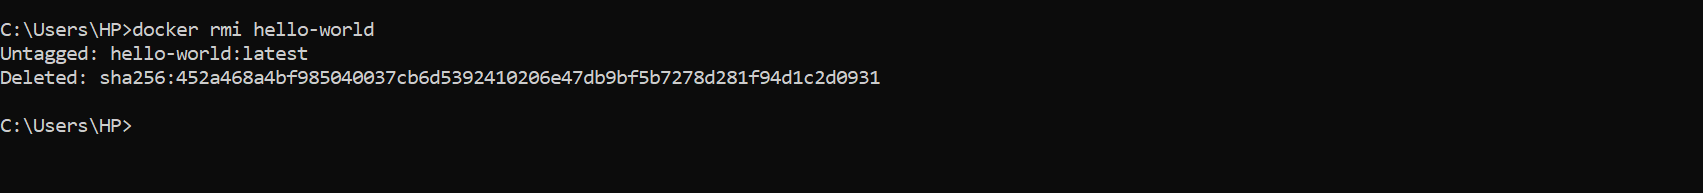 C:\Users\HP>docker rmi hello-world
Untagged: hello-world:latest
Deleted: sha256:452a468a4bf985040037cb6d5392410206e47db9bf5b7278d281f94d1c2d0931
C:\Users\HP>